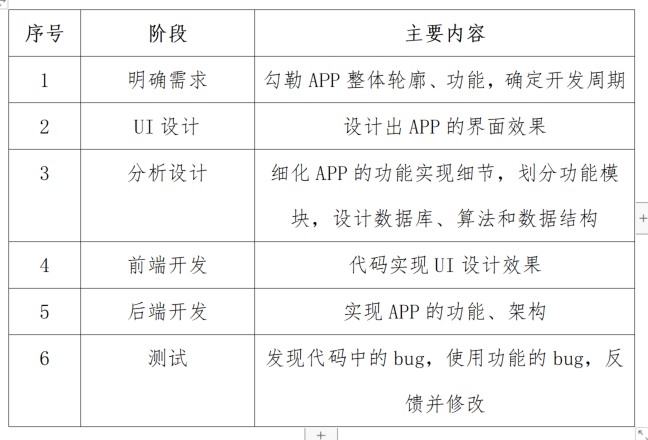 序号 阶段 主要内容
1 明确需求 勾勒 APP 整体轮廓、功能，确定开发周期
2 UI 设计 设计出 APP 的界面效果
3 分析设计 细化 APP 的功能实现细节，划分功能模
块，设计数据库、算法和数据结构
4 前端开发 代码实现 UI 设计效果
5 后端开发 实现 APP 的功能、架构
6 测试 发现代码中的 bug，使用功能的 bug，反
馈并修改